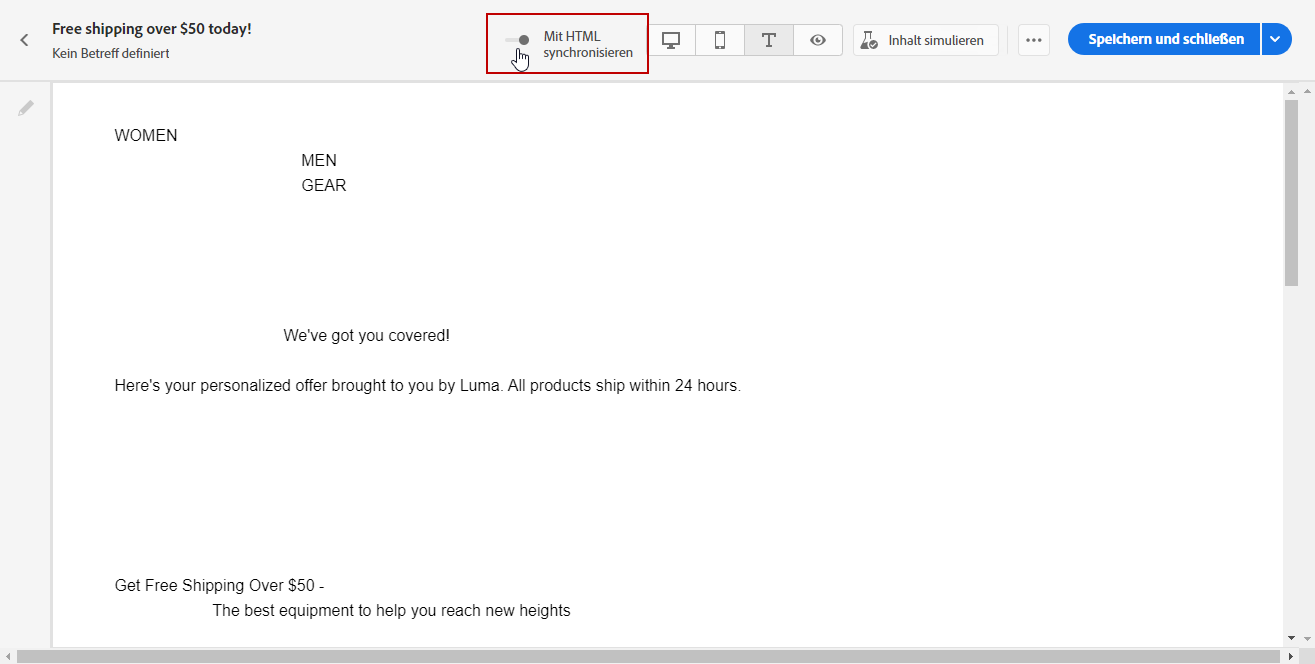 Free shipping over $50 today!
Kein Betreff definiert
Mit HTML
synchronisieren
Inhalt simulieren
Speichern und schließen
WOMEN
MEN
GEAR
We've got you covered!
Here's your personalized offer brought to you by Luma. All products ship within 24 hours.
Get Free Shipping Over $50 -
The best equipment to help you reach new heights